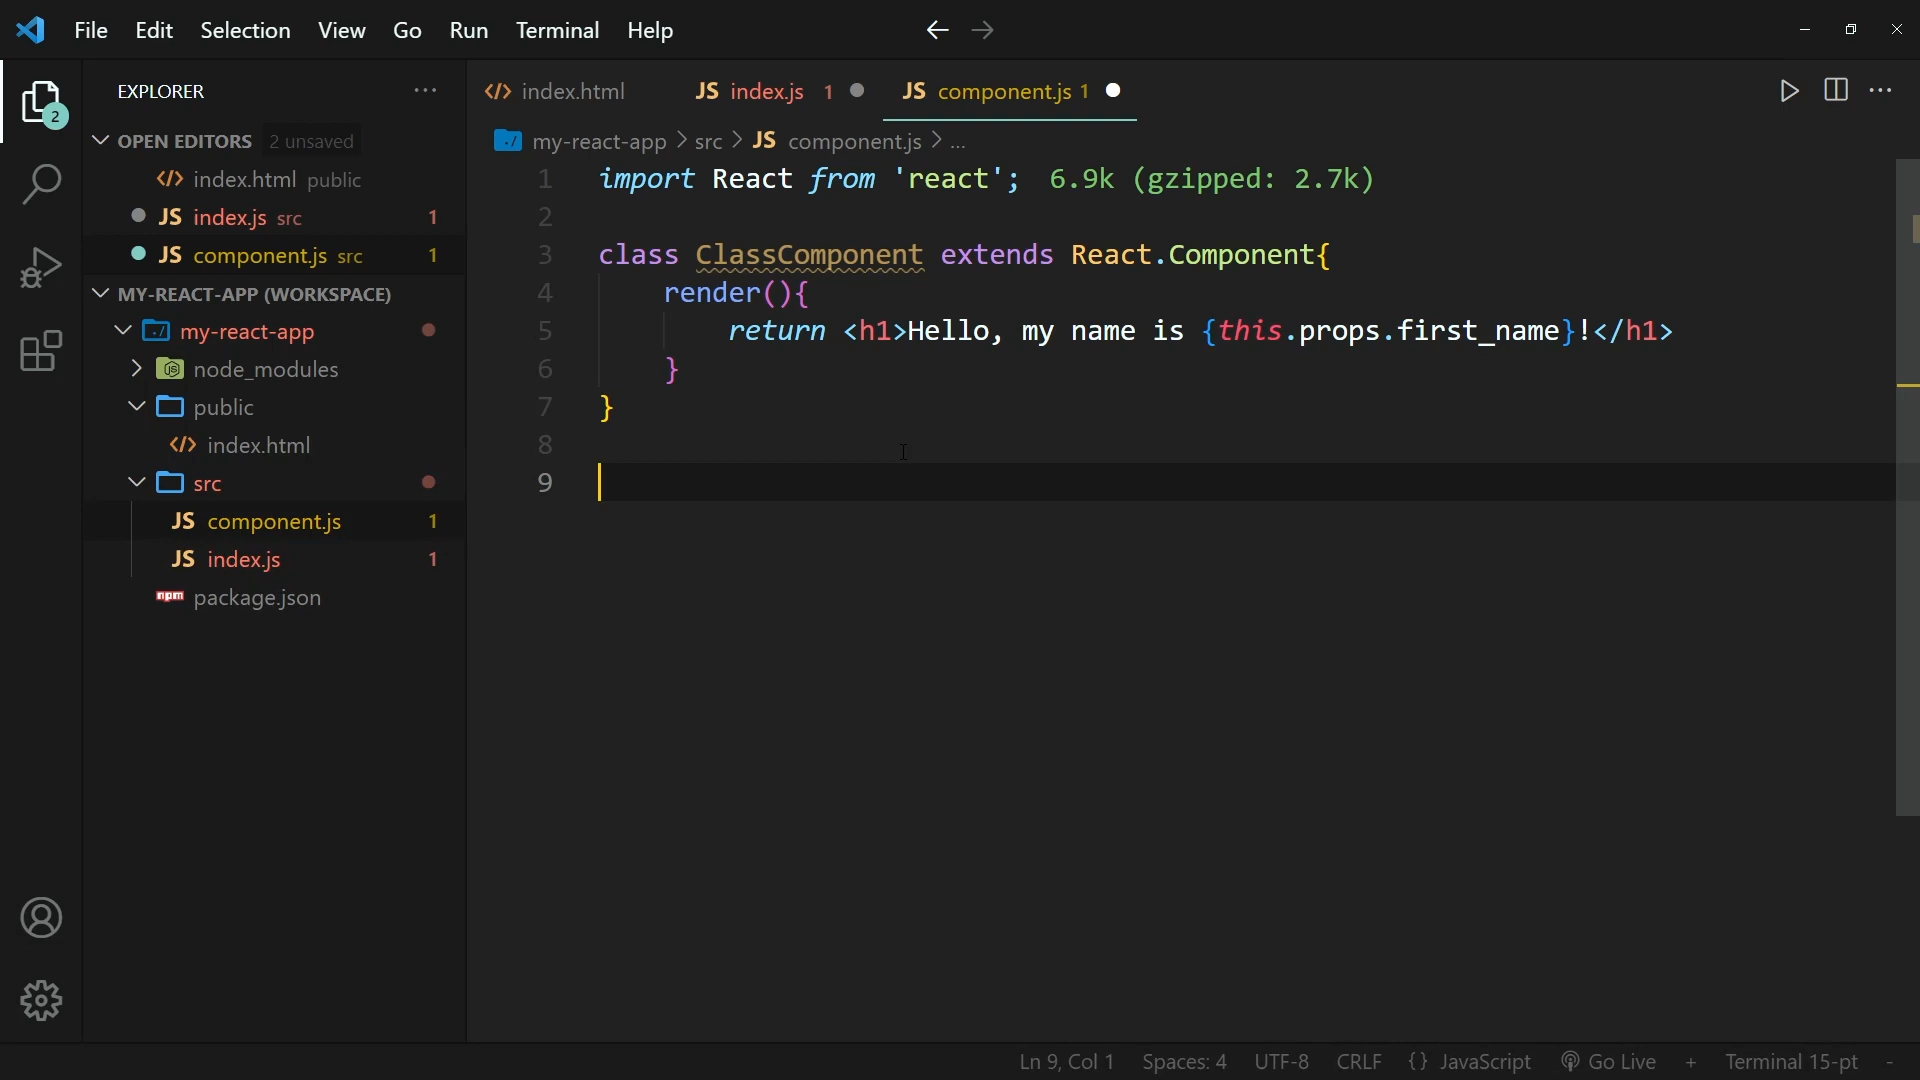 File Edit Selection View Go Run Terminal Help
EXPLORER
2
OPEN EDITORS 2 unsaved
</> index.html public
JS index.js src 1
JS component.js src 1
MY-REACT-APP (WORKSPACE)
my-react-app
node_modules
public
</> index.html
src
JS component.js 1
JS index.js 1
npm package.json
</> index.html JS index.js 1 JS component.js 1
my-react-app > src > JS component.js > ...
1 import React from 'react'; 6.9k (gzipped: 2.7k)
2
3 class ClassComponent extends React.Component{
4 render(){
5 return <h1>Hello, my name is {this.props.first_name}!</h1>
6 }
7 }
8
9
Ln 9, Col 1 Spaces: 4 UTF-8 CRLF {} JavaScript Go Live + Terminal 15-pt -